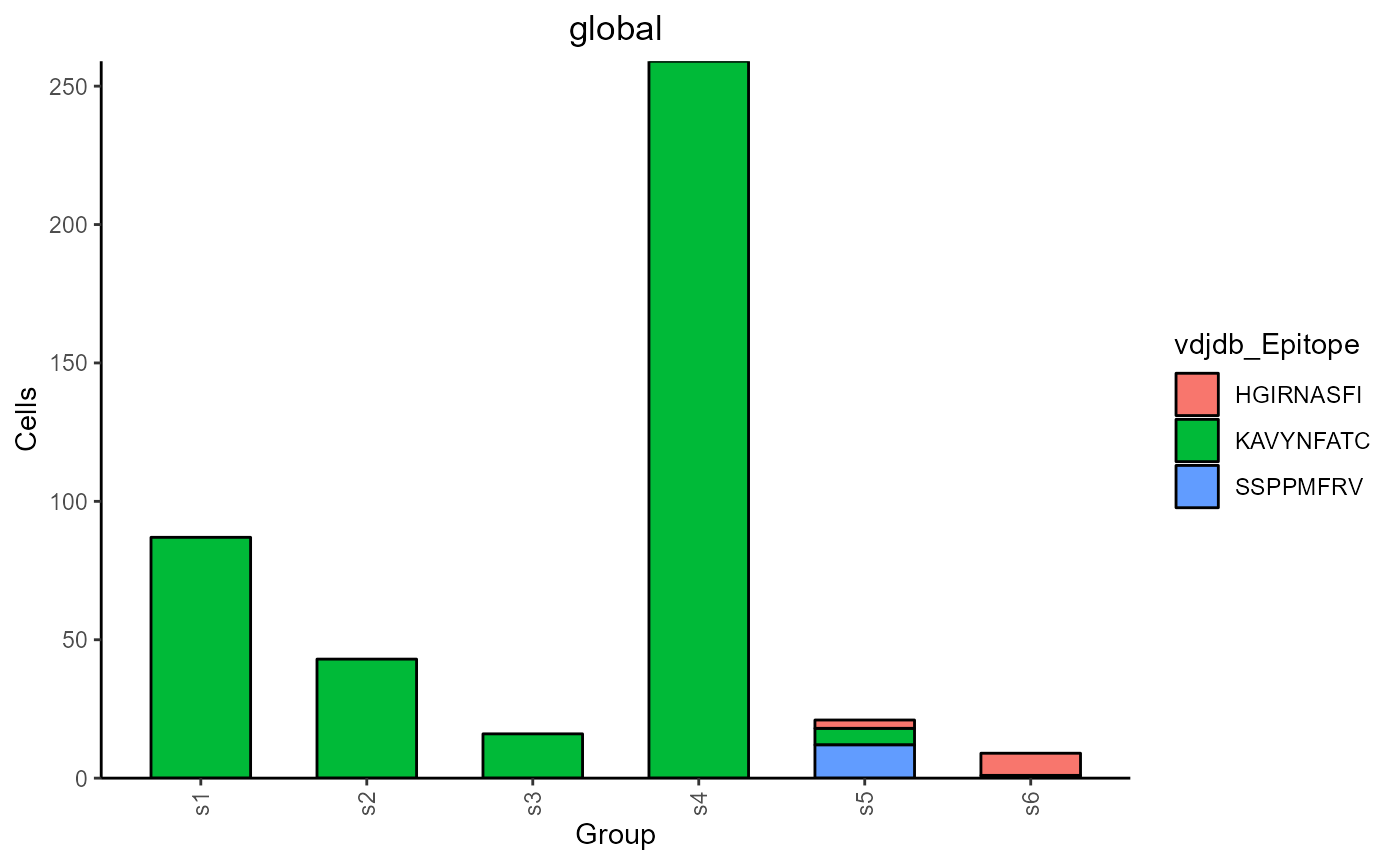 global
250
200
150
100
50
0
Cells
s1
s2
s3
s4
s5
s6
Group
vdjdb_Epitope
HGIRNASFI
KAVYNFATC
SSPPMFRV